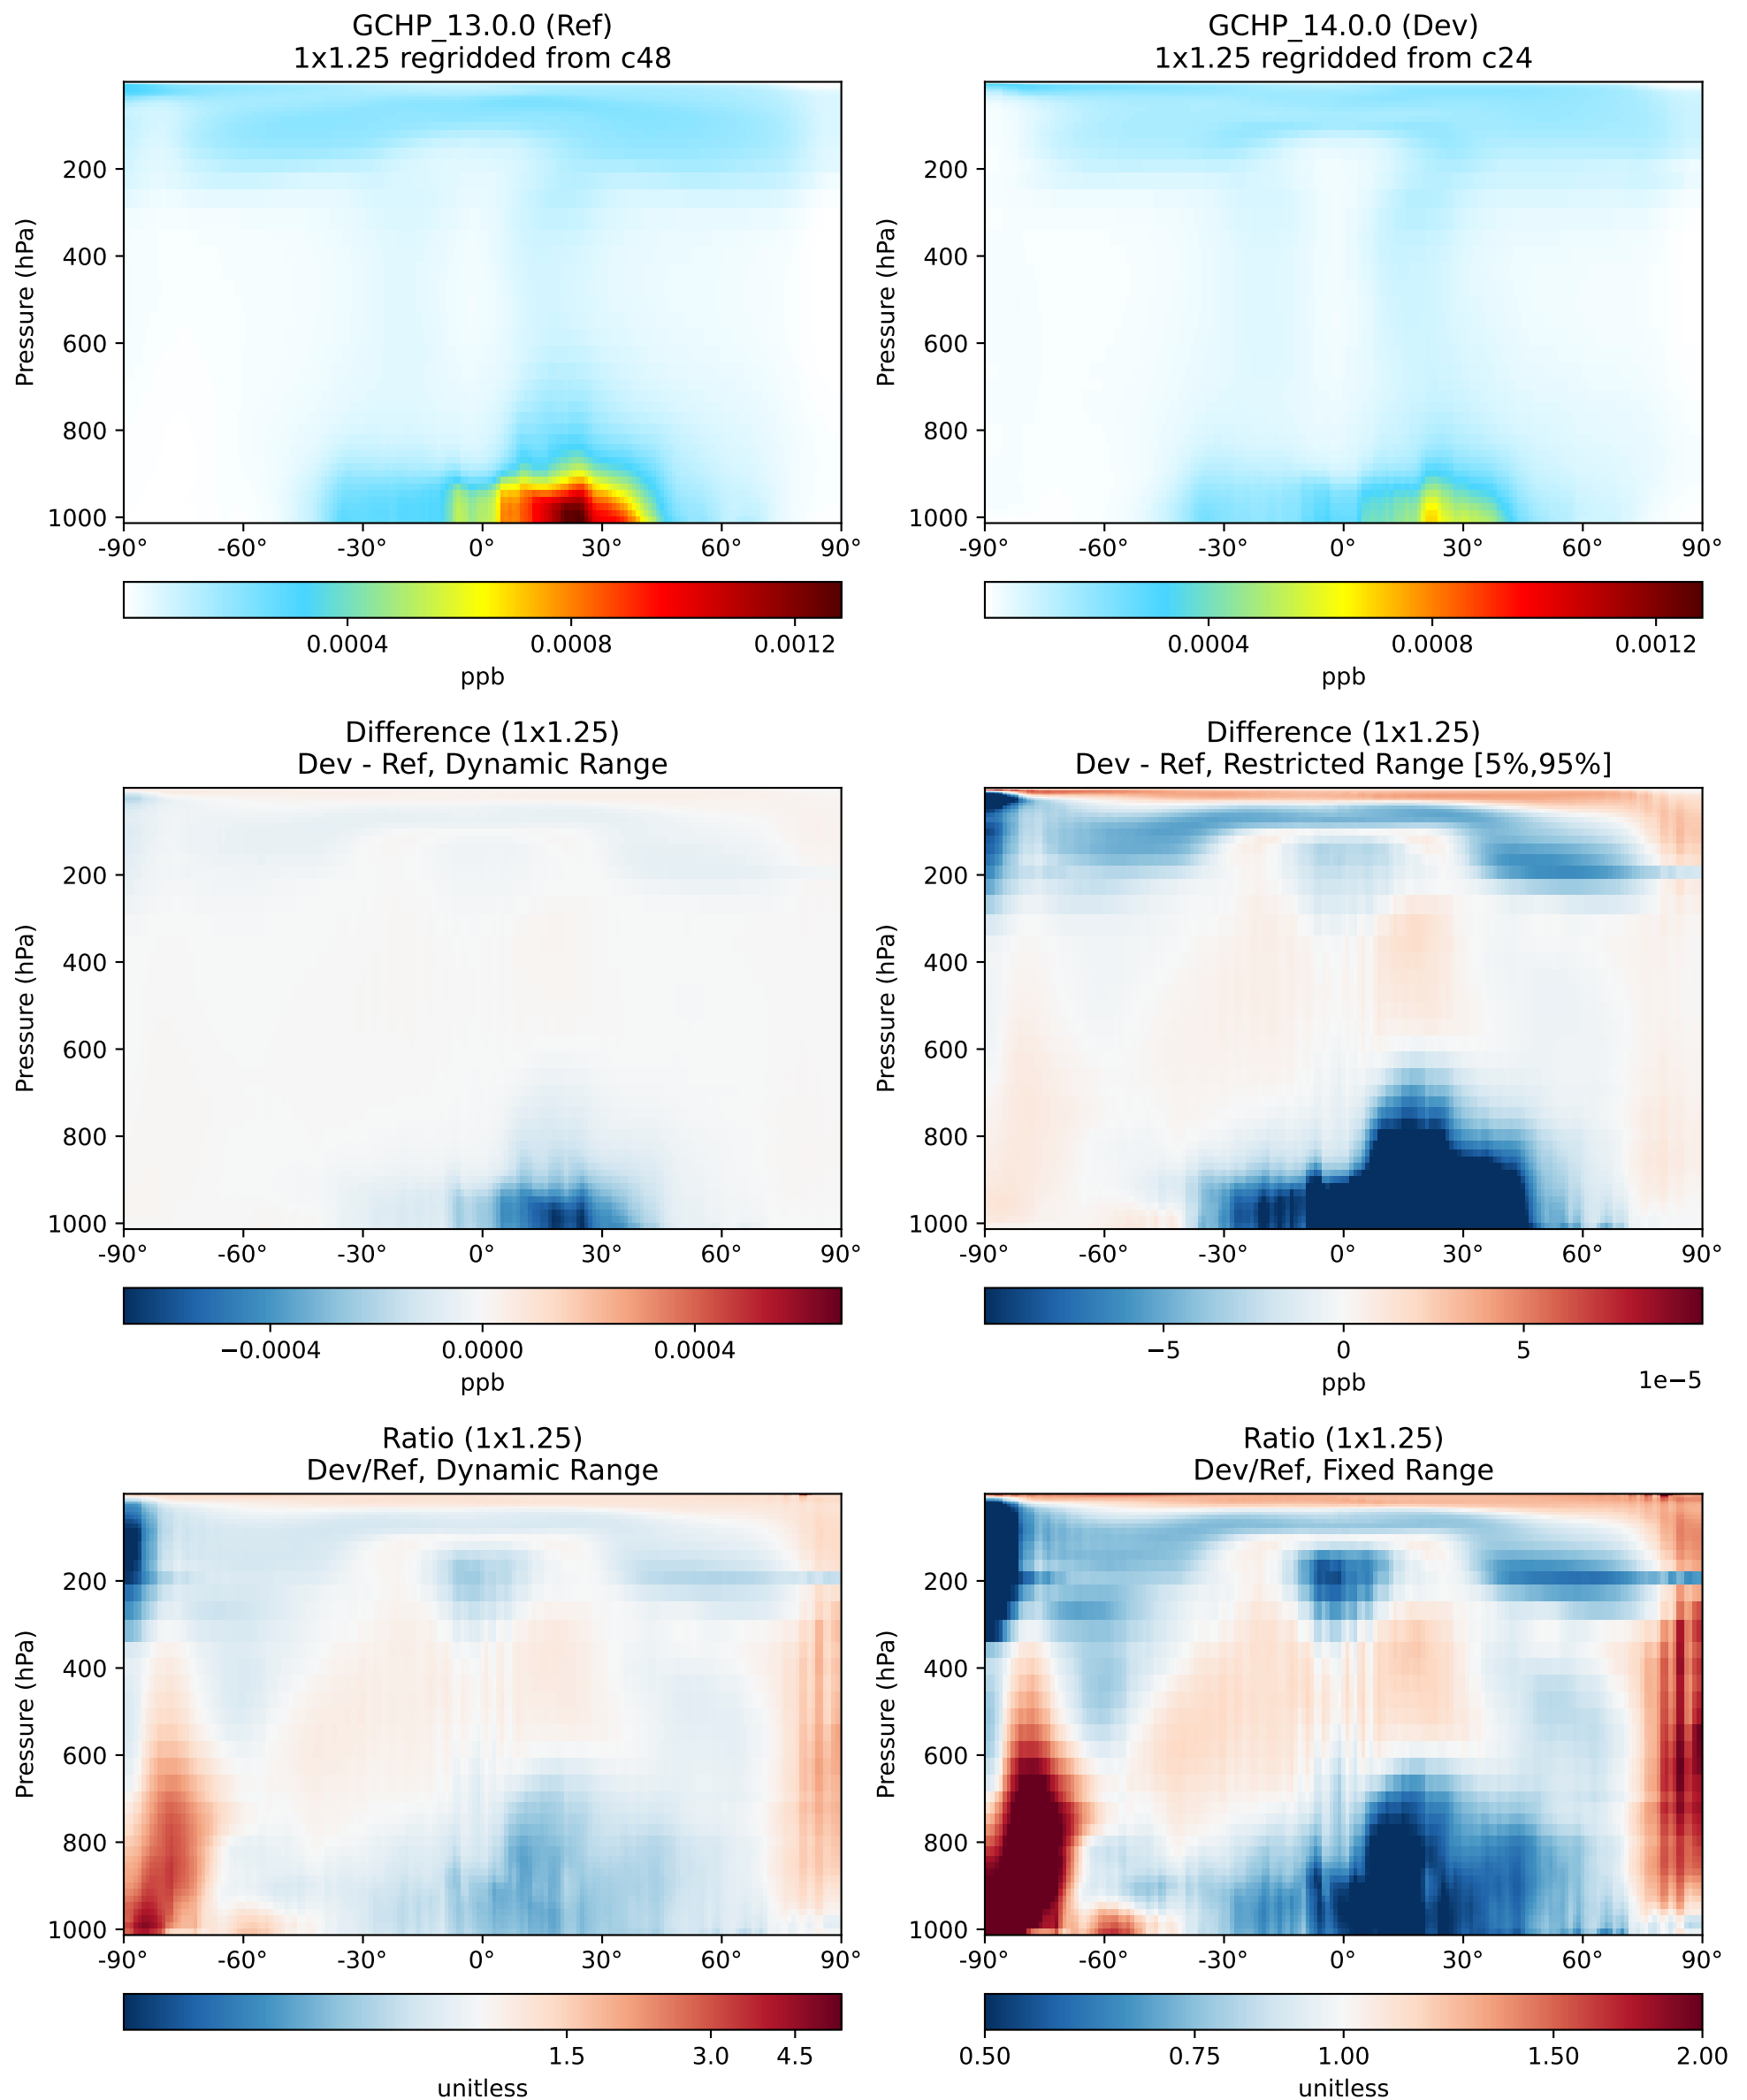 GCHP_13.0.0 (Ref)
1x1.25 regridded from c48
Pressure (hPa)
200
400
600
800
1000
-90° -60° -30° 0° 30° 60° 90°
0.0004 0.0008 0.0012
ppb
GCHP_14.0.0 (Dev)
1x1.25 regridded from c24
Pressure (hPa)
200
400
600
800
1000
-90° -60° -30° 0° 30° 60° 90°
0.0004 0.0008 0.0012
ppb
Difference (1x1.25)
Dev - Ref, Dynamic Range
Pressure (hPa)
200
400
600
800
1000
-90° -60° -30° 0° 30° 60° 90°
−0.0004 0.0000 0.0004
ppb
Difference (1x1.25)
Dev - Ref, Restricted Range [5%,95%]
Pressure (hPa)
200
400
600
800
1000
-90° -60° -30° 0° 30° 60° 90°
−5 0 5
ppb
1e−5
Ratio (1x1.25)
Dev/Ref, Dynamic Range
Pressure (hPa)
200
400
600
800
1000
-90° -60° -30° 0° 30° 60° 90°
1.5 3.0 4.5
unitless
Ratio (1x1.25)
Dev/Ref, Fixed Range
Pressure (hPa)
200
400
600
800
1000
-90° -60° -30° 0° 30° 60° 90°
0.50 0.75 1.00 1.50 2.00
unitless